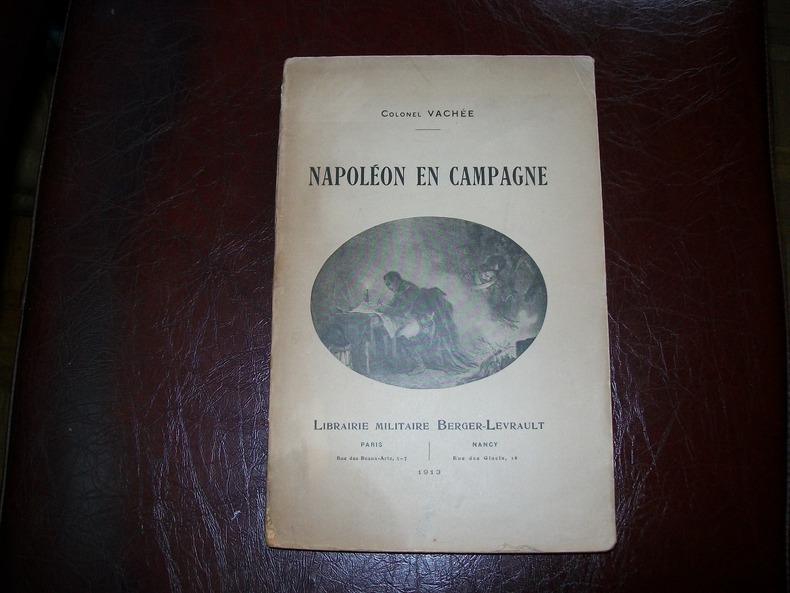 COLONEL VACHÉE
NAPOLÉON EN CAMPAGNE
LIBRAIRIE MILITAIRE BERGER-LEVRAULT
PARIS
Rue des Beaux-Arts, 5-7
NANCY
Rue des Glacis, 18
1913